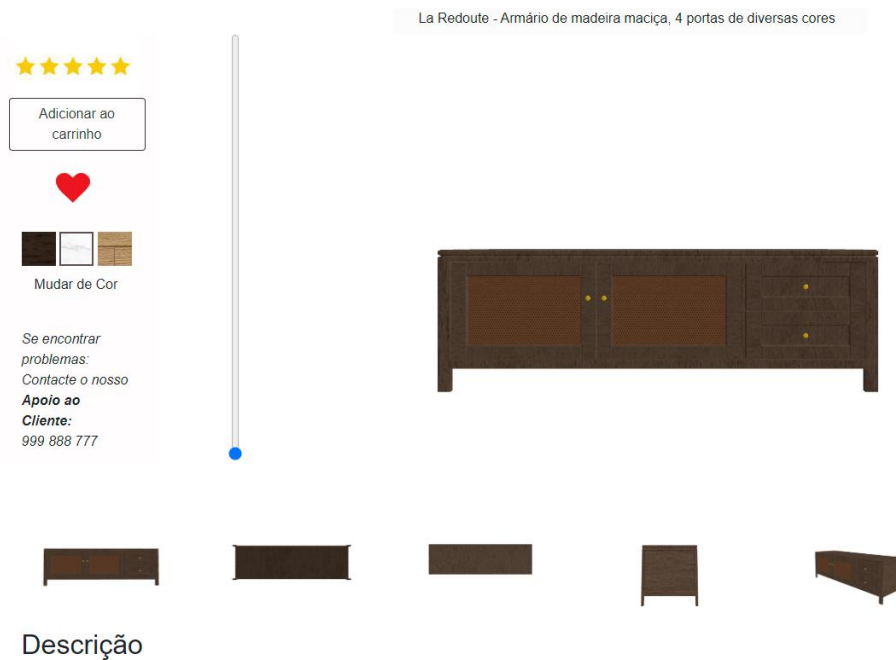 La Redoute - Armário de madeira maciça, 4 portas de diversas cores
Adicionar ao
carrinho
Mudar de Cor
Se encontrar
problemas:
Contacte o nosso
Apoio ao
Cliente:
999 888 777
Descrição